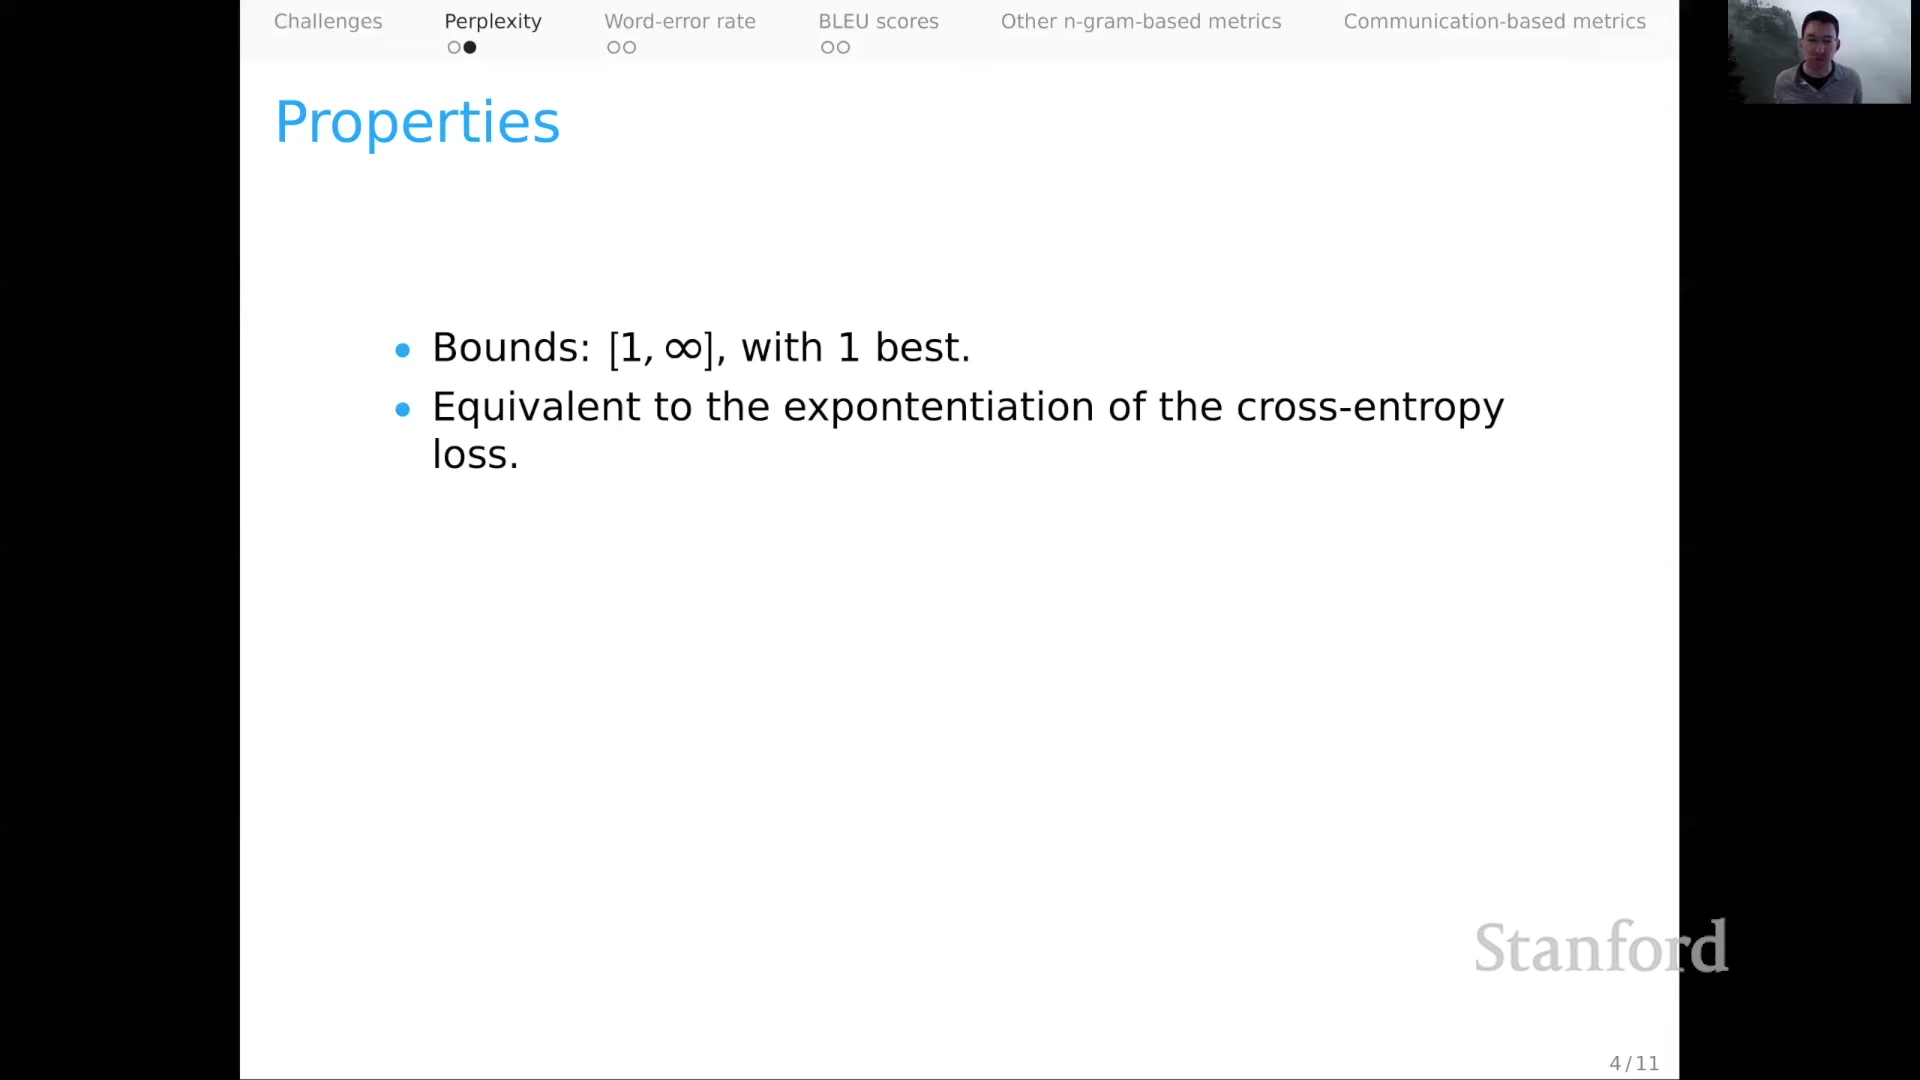 Challenges Perplexity Word-error rate BLEU scores Other n-gram-based metrics Communication-based metrics
Properties
• Bounds: [1, ∞], with 1 best.
• Equivalent to the expontentiation of the cross-entropy
loss.
Stanford
4 / 11